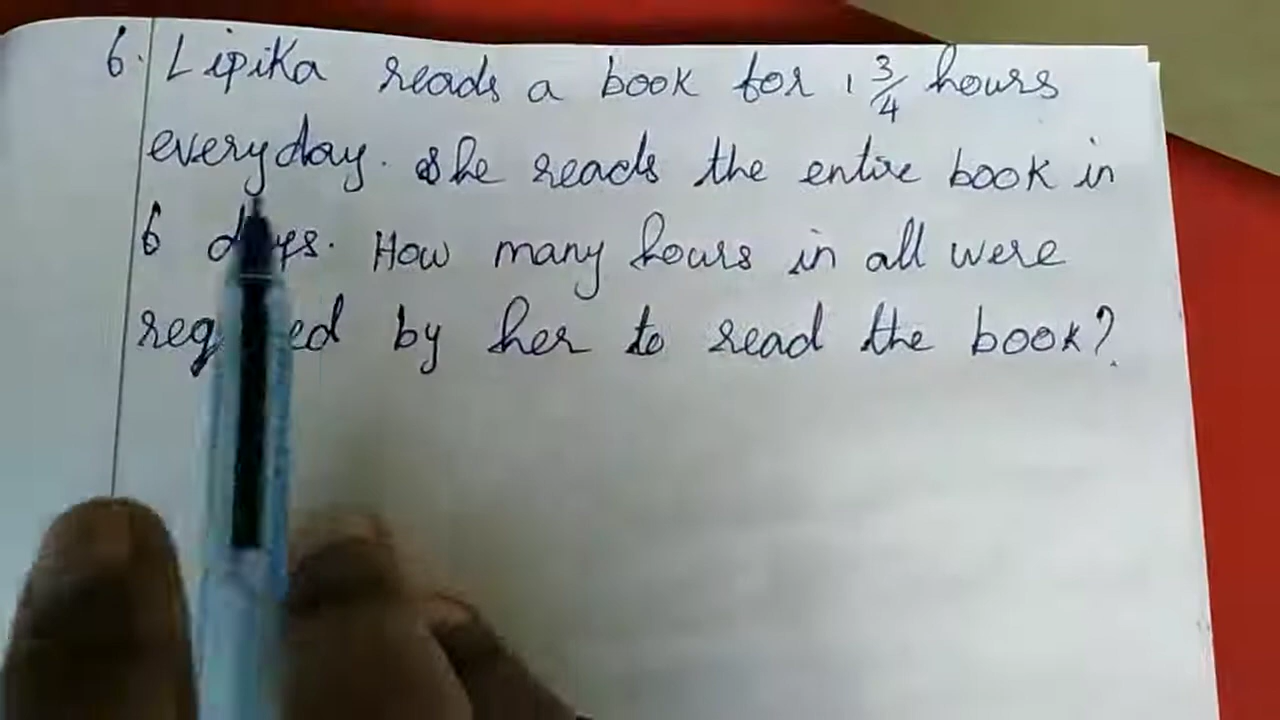 6. Lipika reads a book for 1 3/4 hours
everyday. She reads the entire book in
6 days. How many hours in all were
by her to read the book?